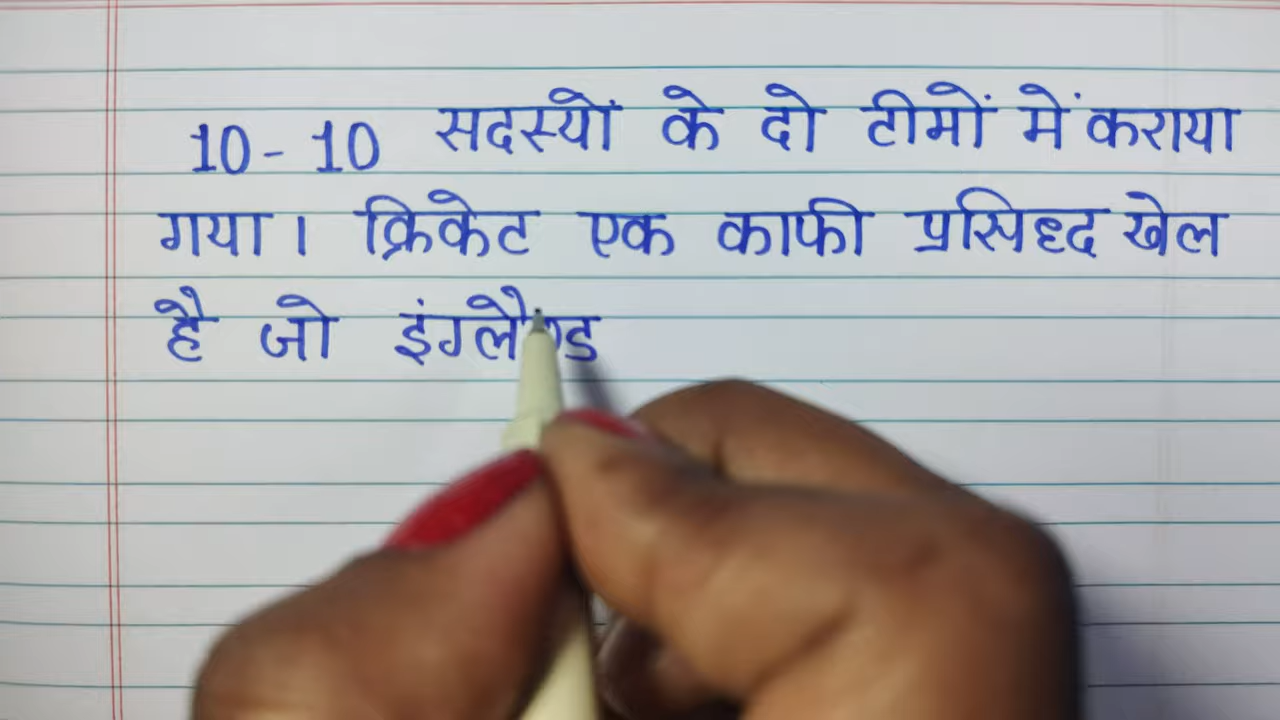 10-10 सदस्यों के दो टीमों में कराया
गया। क्रिकेट एक काफी प्रसिध्द खेल
है जो इंग्लैण्ड